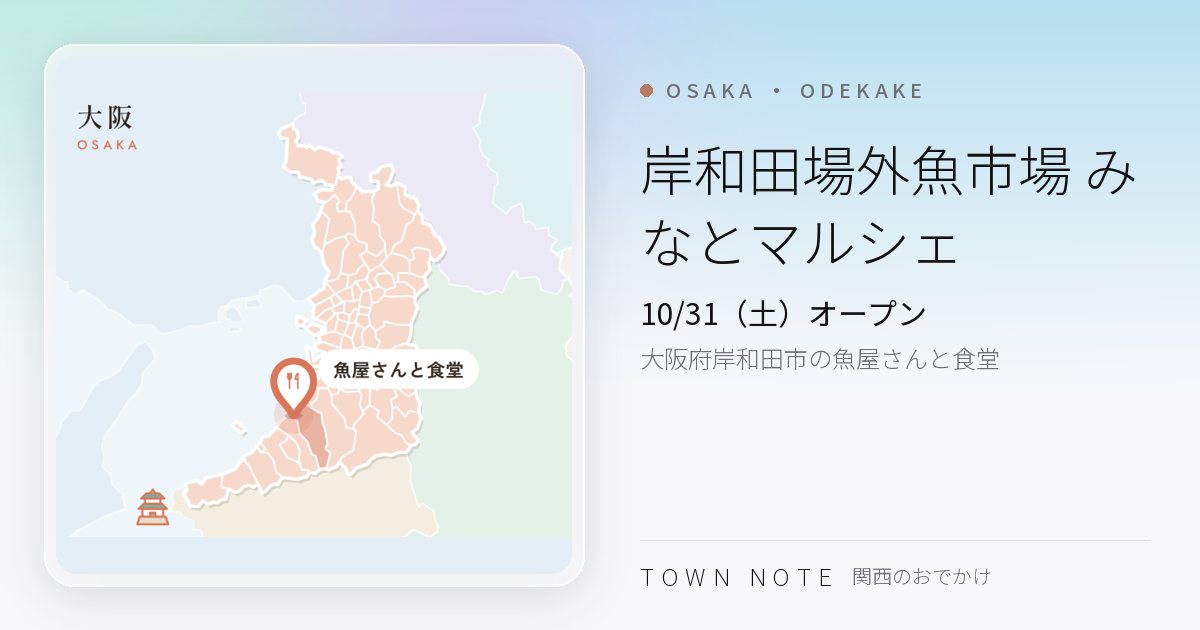 大阪
OSAKA
魚屋さんと食堂
OSAKA • ODEKAKE
岸和田場外魚市場 み
なとマルシェ
10/31（土）オープン
大阪府岸和田市の魚屋さんと食堂
TOWN NOTE 関西のおでかけ